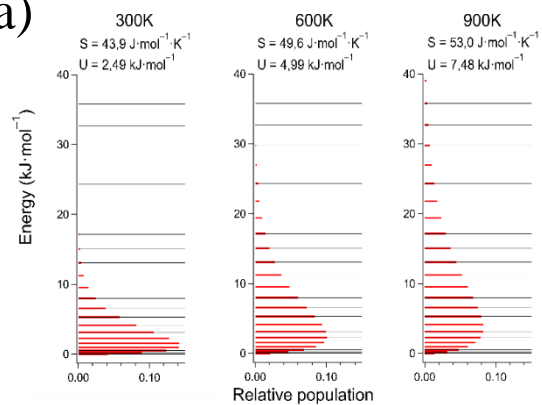 a)
300K
S = 43,9 J·mol⁻¹·K⁻¹
U = 2,49 kJ·mol⁻¹
600K
S = 49,6 J·mol⁻¹·K⁻¹
U = 4,99 kJ·mol⁻¹
900K
S = 53,0 J·mol⁻¹·K⁻¹
U = 7,48 kJ·mol⁻¹
Energy (kJ·mol⁻¹)
40 40 40
30 30 30
20 20 20
10 10 10
0 0 0
0.00 0.10 0.00 0.10 0.00 0.10
Relative population